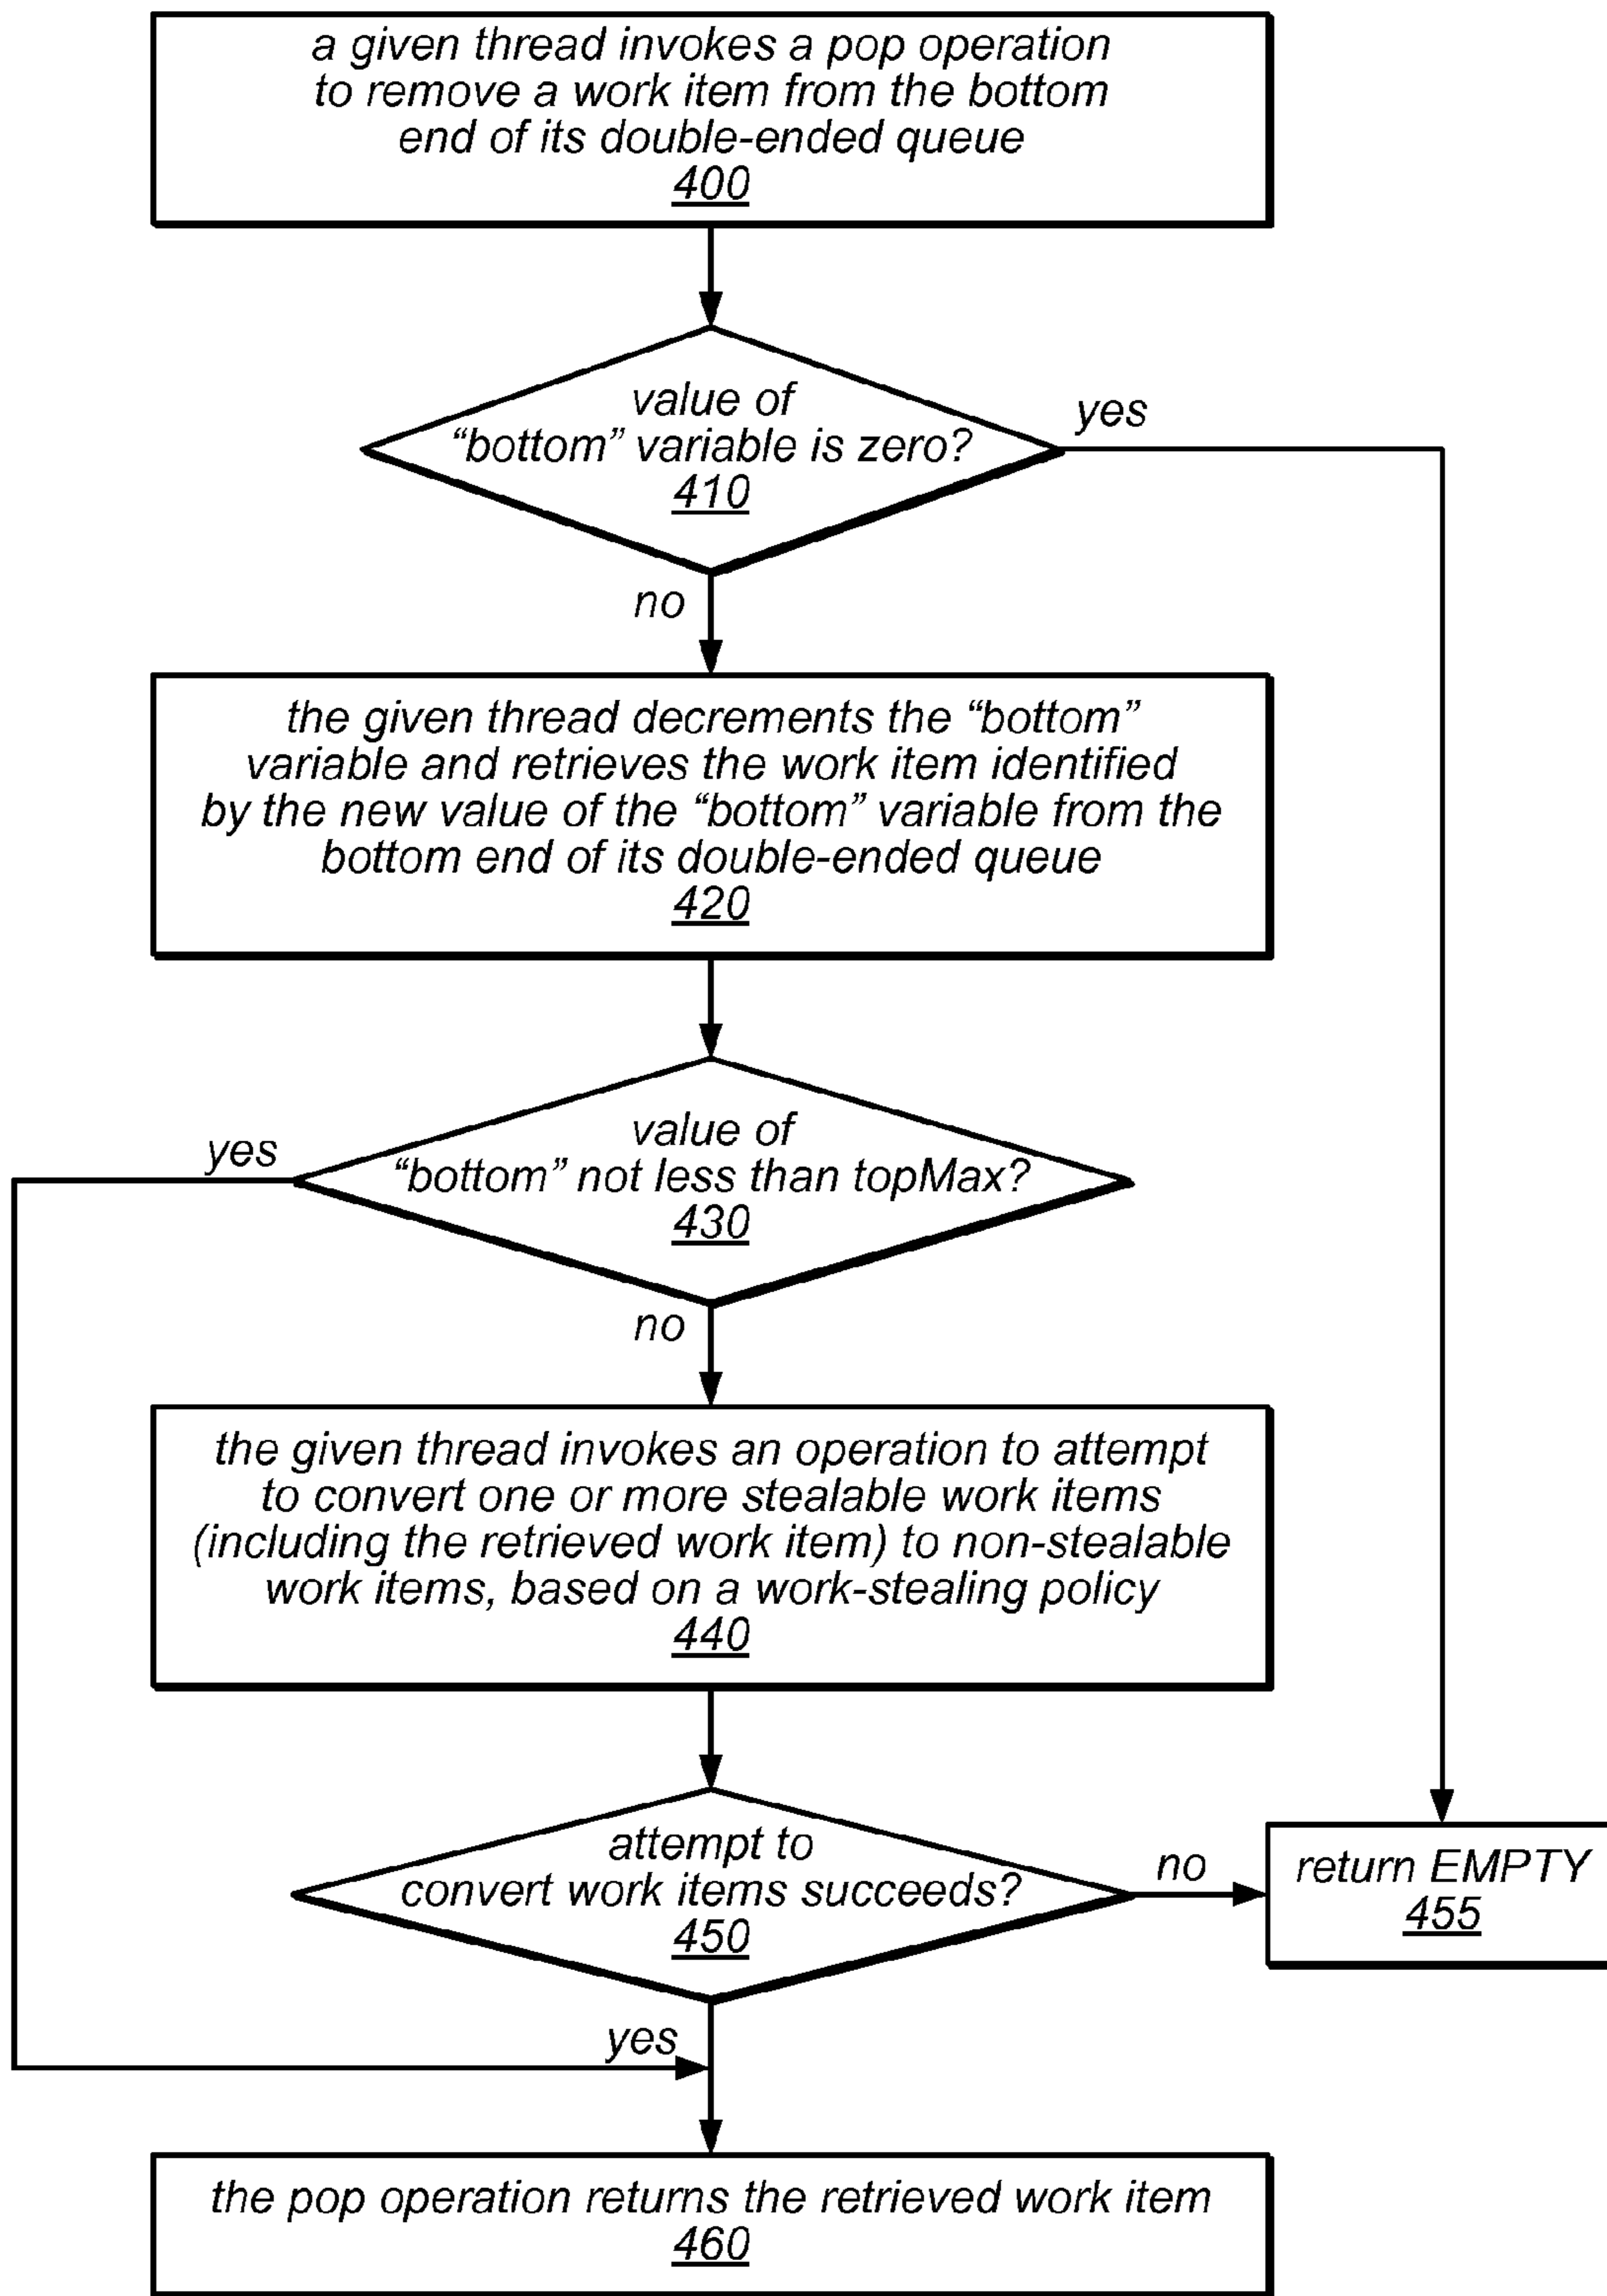 a given thread invokes a pop operation
to remove a work item from the bottom
end of its double-ended queue
400
value of
“bottom” variable is zero?
410
yes
no
the given thread decrements the “bottom”
variable and retrieves the work item identified
by the new value of the “bottom” variable from the
bottom end of its double-ended queue
420
value of
“bottom” not less than topMax?
430
yes
no
the given thread invokes an operation to attempt
to convert one or more stealable work items
(including the retrieved work item) to non-stealable
work items, based on a work-stealing policy
440
attempt to
convert work items succeeds?
450
no
return EMPTY
455
yes
the pop operation returns the retrieved work item
460